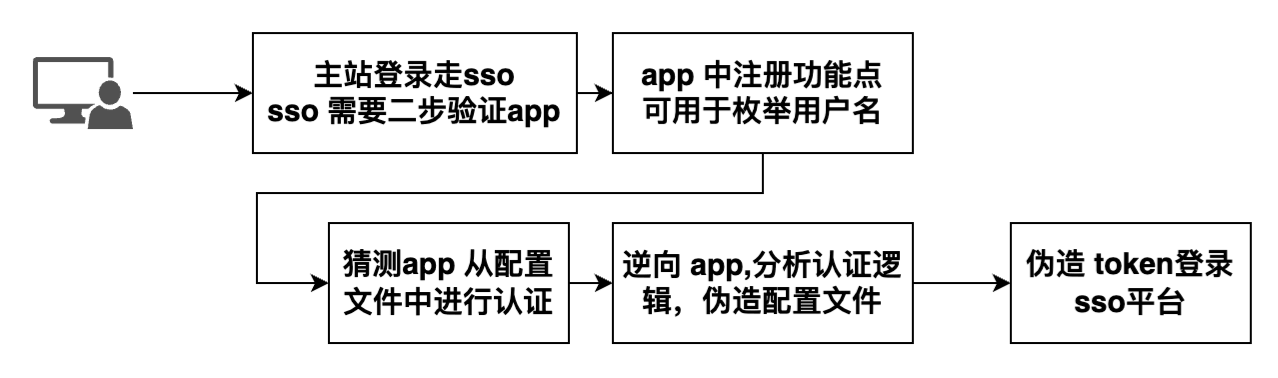 主站登录走sso
sso 需要二步验证app
app 中注册功能点
可用于枚举用户名
猜测app 从配置
文件中进行认证
逆向 app,分析认证逻
辑，伪造配置文件
伪造 token登录
sso平台